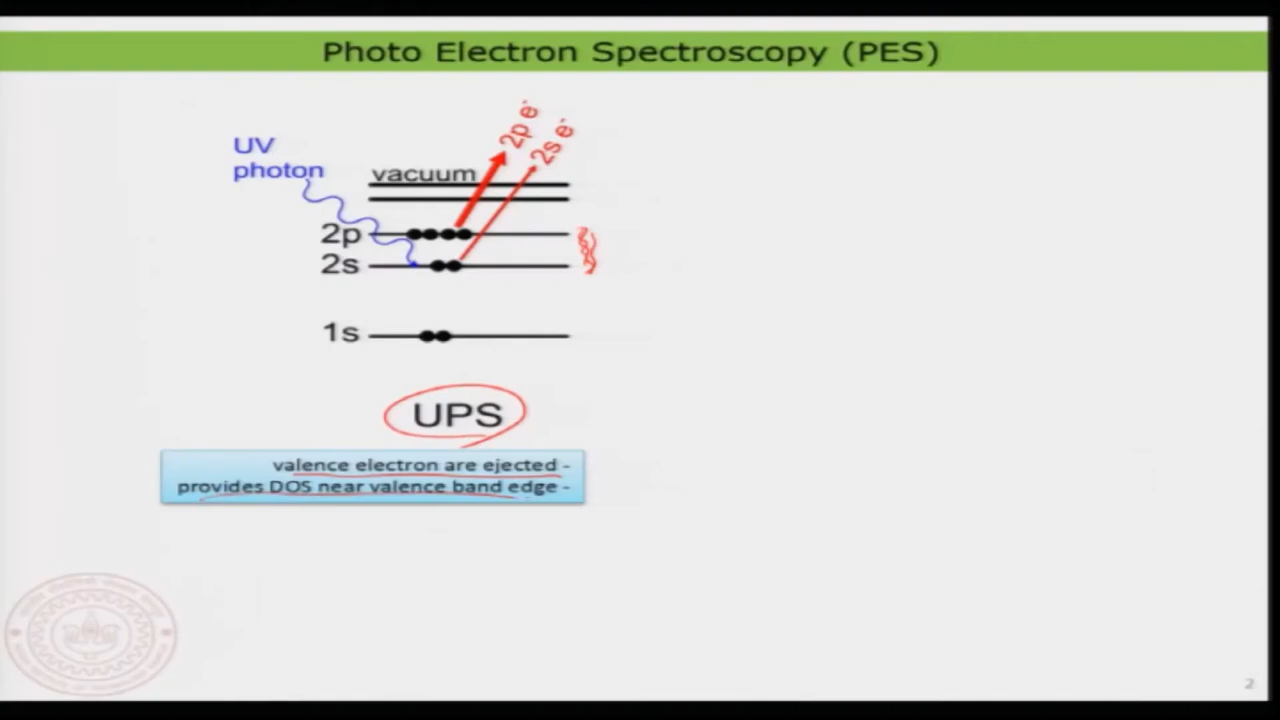 Photo Electron Spectroscopy (PES)
UV
photon
vacuum
2p e⁻
2s e⁻
2p
2s
1s
UPS
valence electron are ejected -
provides DOS near valence band edge -
2